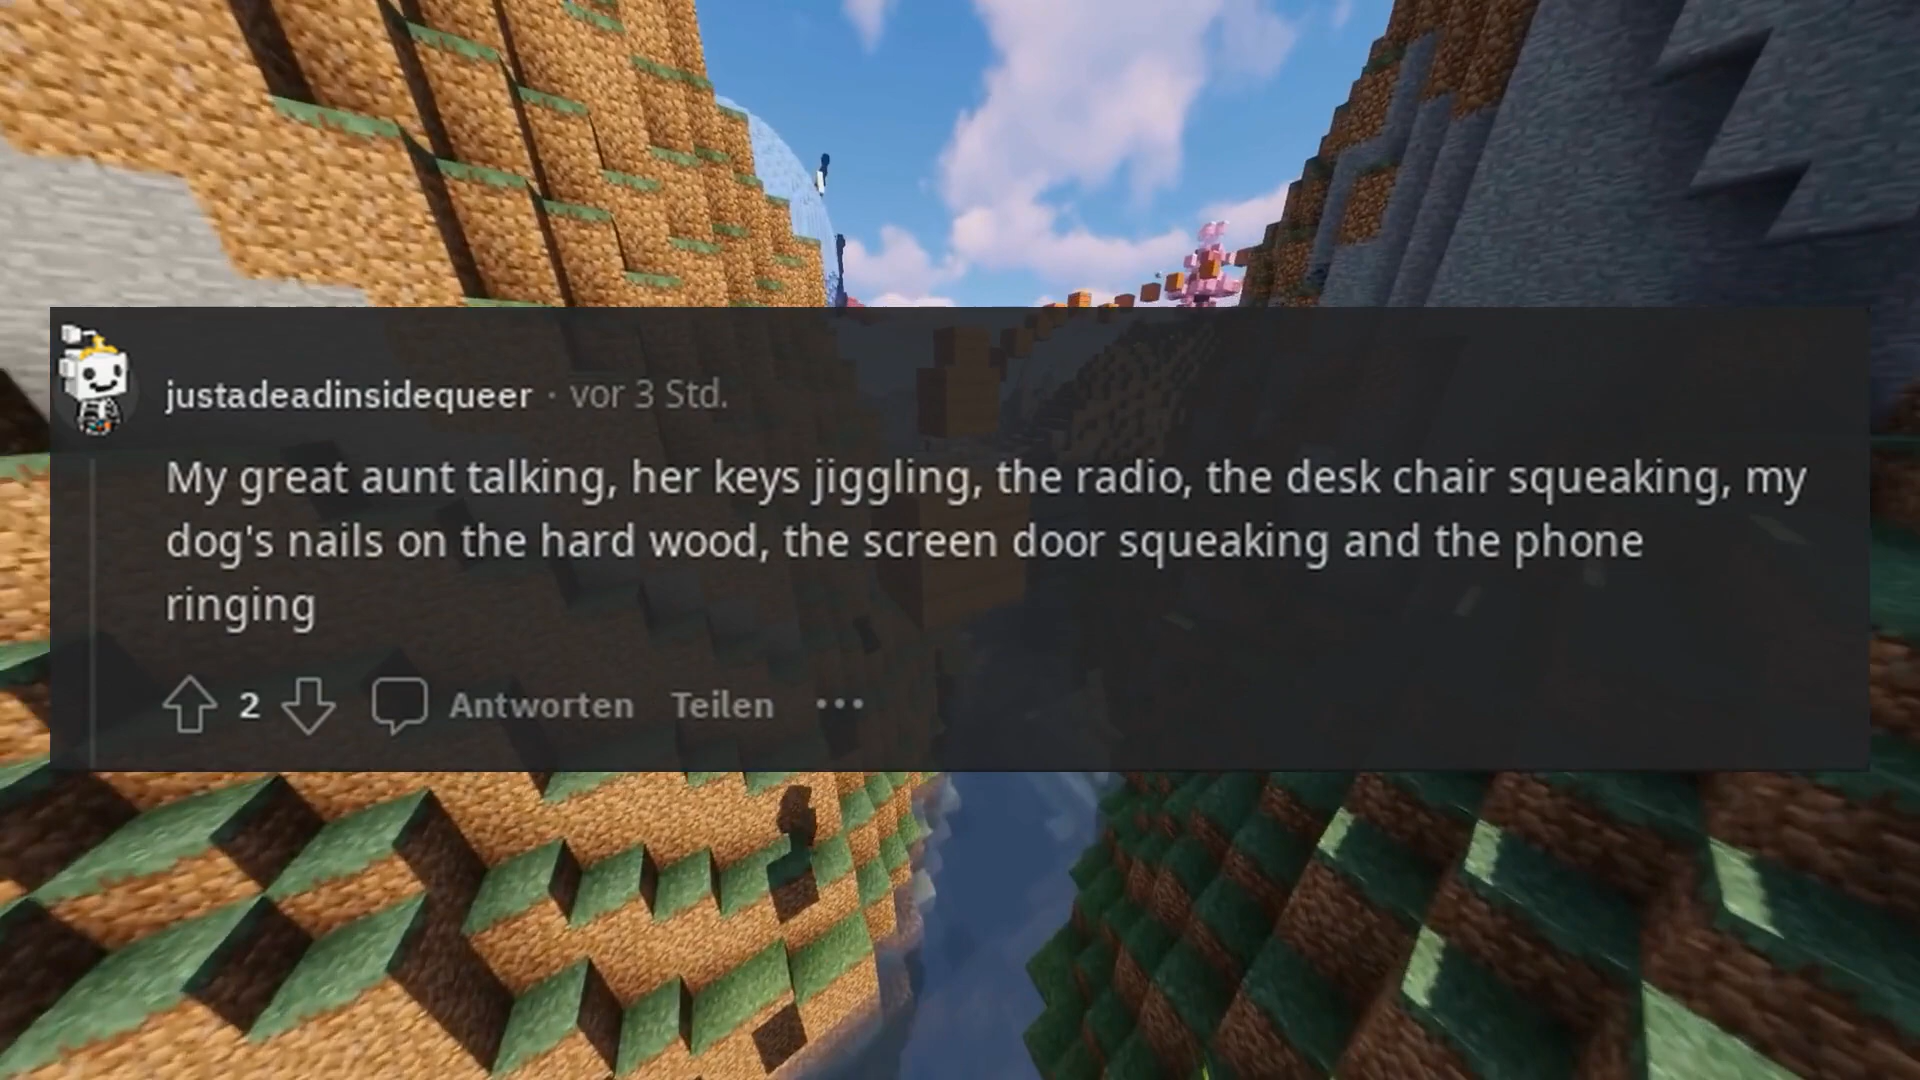 justadeadinsidequeer · vor 3 Std.
My great aunt talking, her keys jiggling, the radio, the desk chair squeaking, my
dog's nails on the hard wood, the screen door squeaking and the phone
ringing
2 Antworten Teilen •••